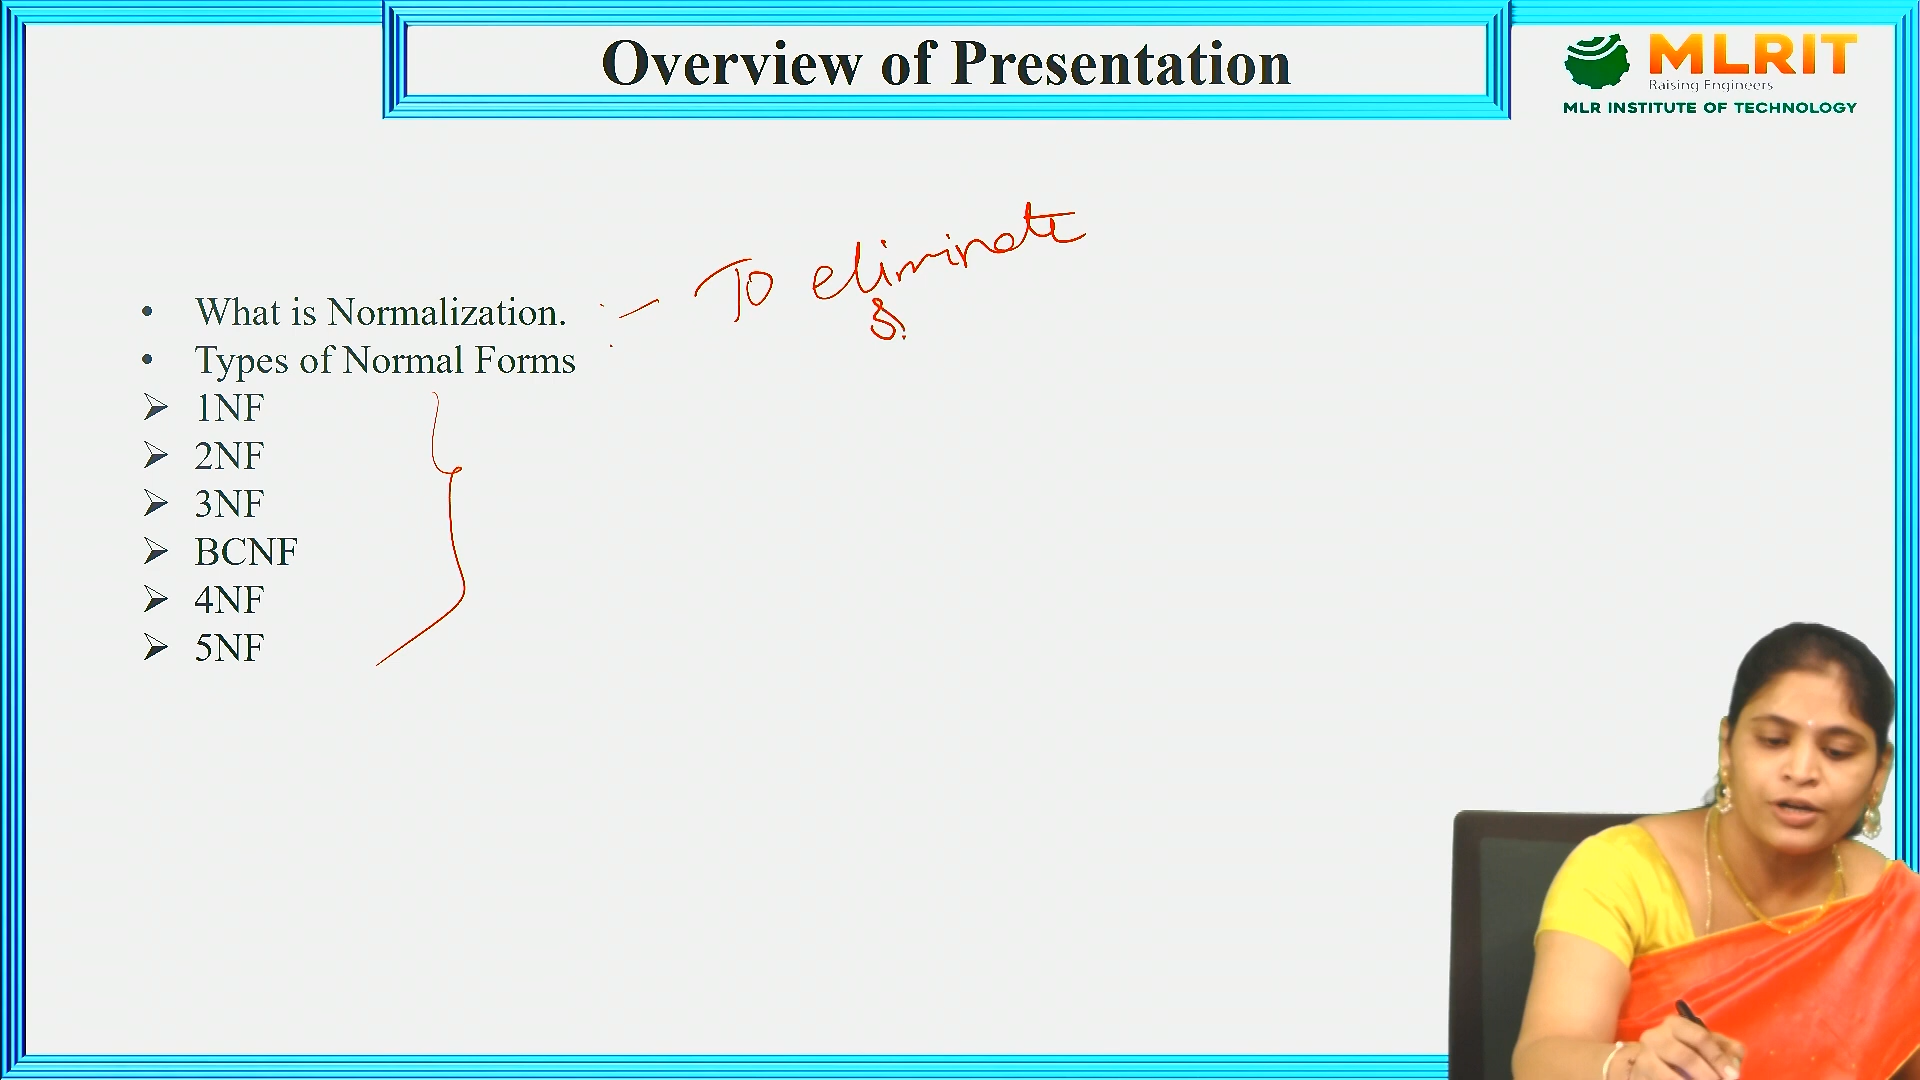 Overview of Presentation
MLRIT
Raising Engineers
MLR INSTITUTE OF TECHNOLOGY
To eliminate
&
• What is Normalization. :-
• Types of Normal Forms
➢ 1NF
➢ 2NF
➢ 3NF
➢ BCNF
➢ 4NF
➢ 5NF